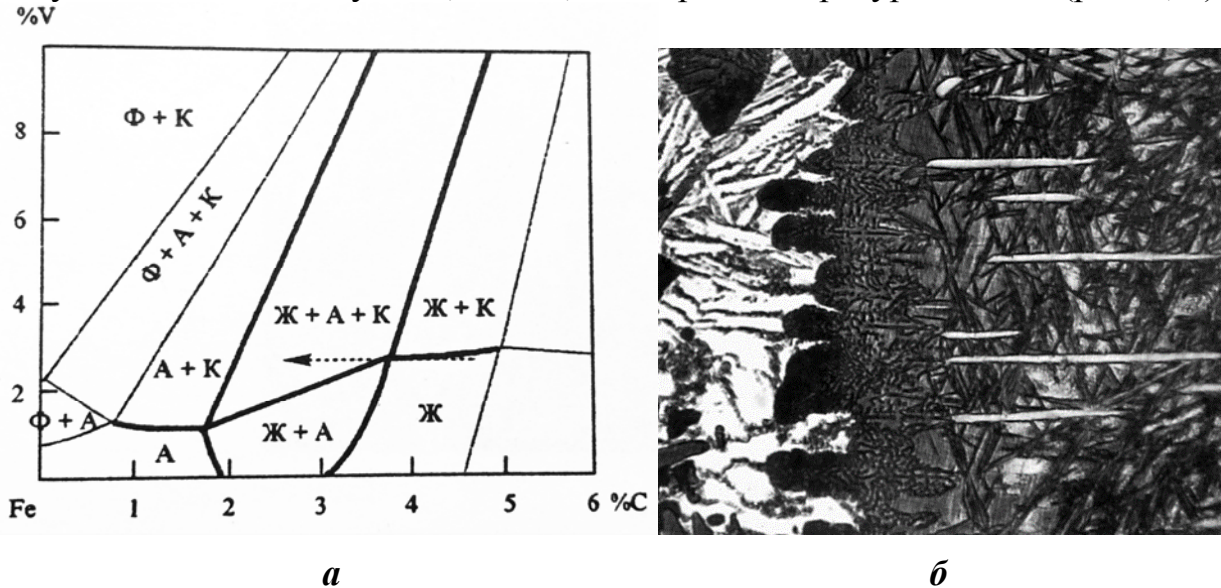 %V
8
6
4
2
Ф + К
Ф + А + К
А + К
Ж + А + К
Ж + К
Ф + А
А
Ж + А
Ж
Fe
1
2
3
4
5
6 %C
а
б